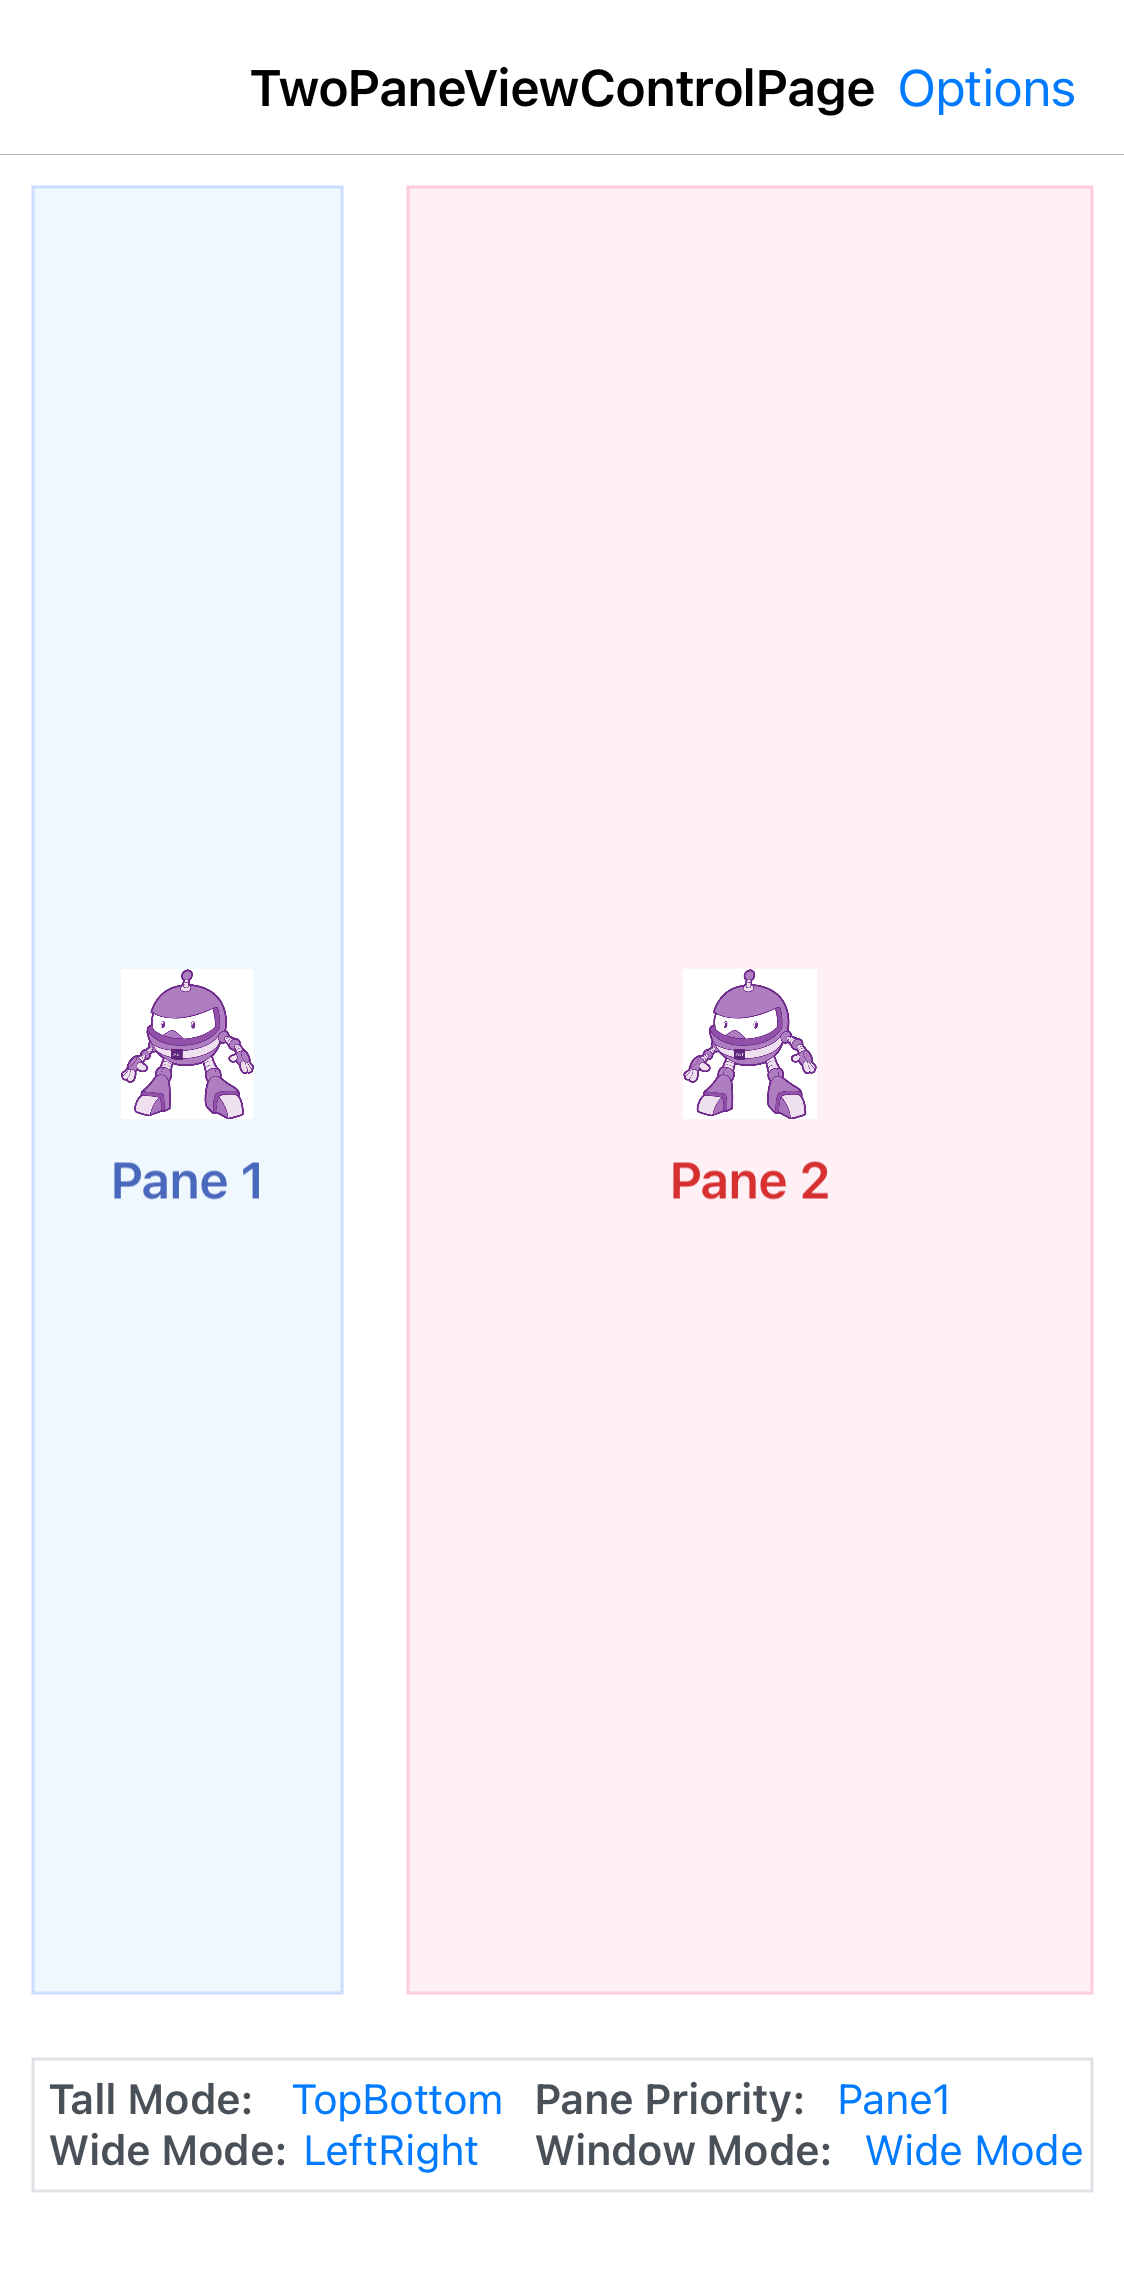 TwoPaneViewControlPage Options
Pane 1
Pane 2
Tall Mode: TopBottom Pane Priority: Pane1
Wide Mode: LeftRight Window Mode: Wide Mode